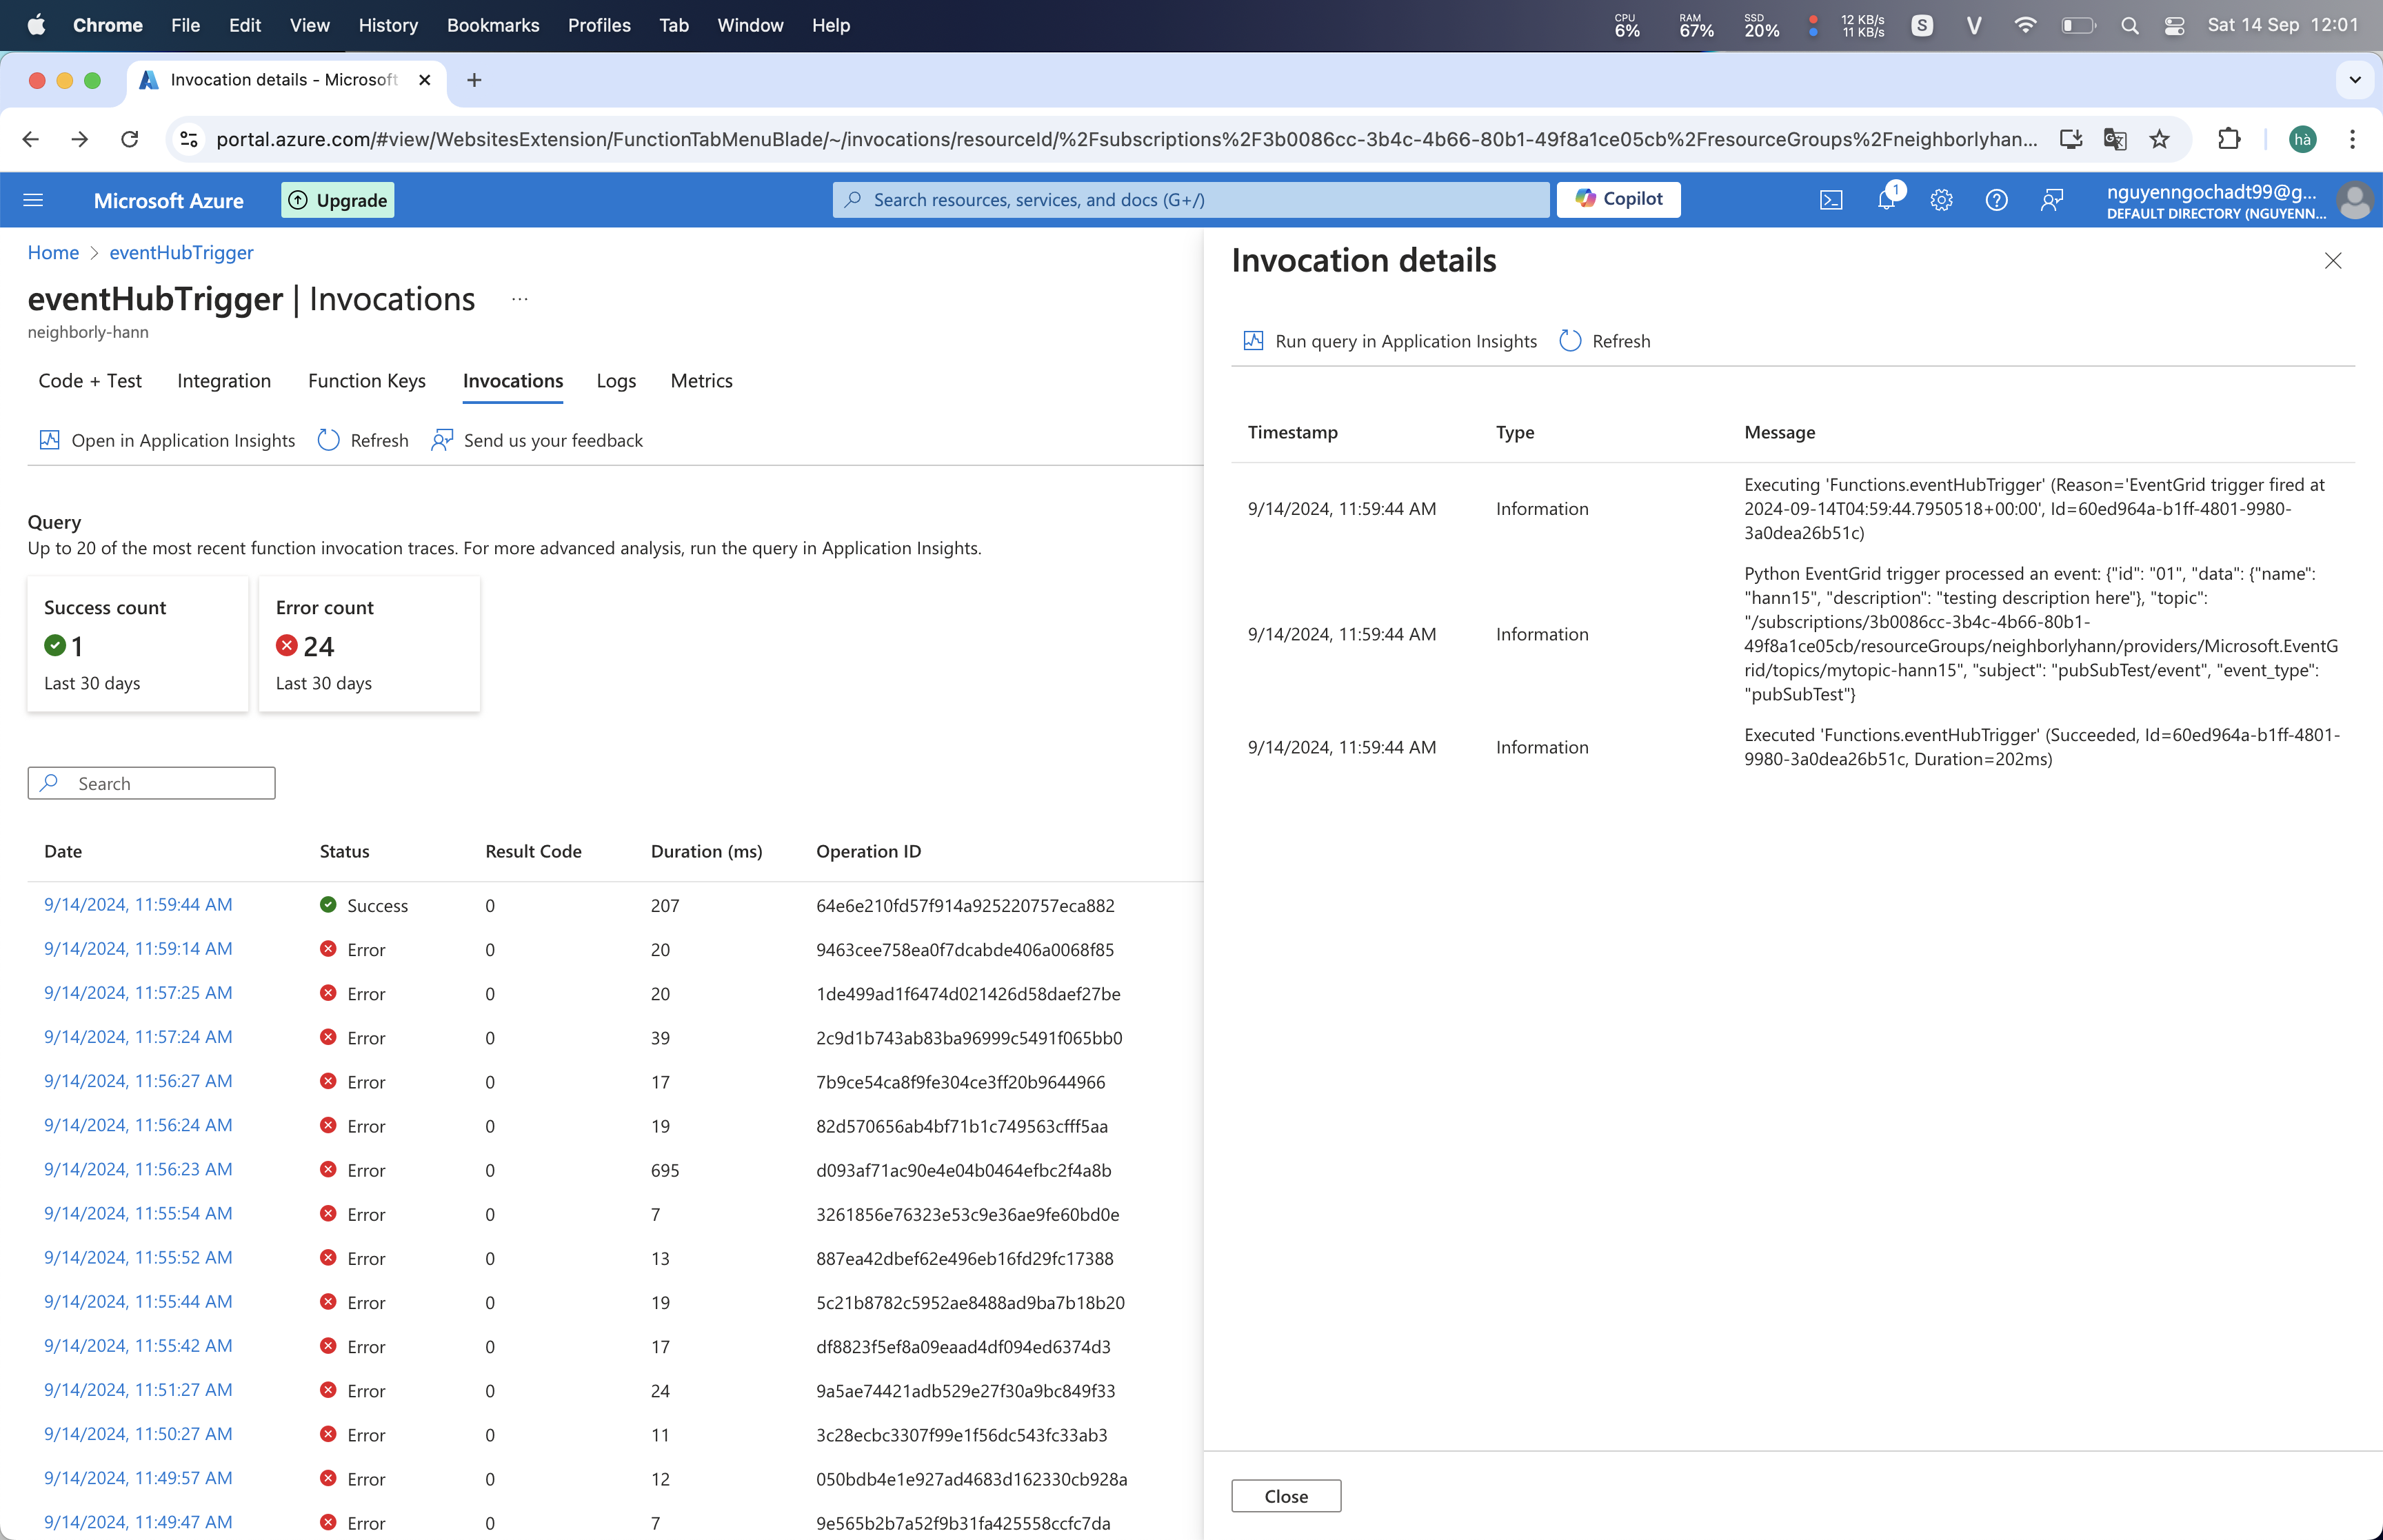 Chrome File Edit View History Bookmarks Profiles Tab Window Help CPU 6% RAM 67% SSD 20% 12 KB/s 11 KB/s S V Sat 14 Sep 12:01
Invocation details - Microsoft
portal.azure.com/#view/WebsitesExtension/FunctionTabMenuBlade/~/invocations/resourceId/%2Fsubscriptions%2F3b0086cc-3b4c-4b66-80b1-49f8a1ce05cb%2FresourceGroups%2Fneighborlyhan... hà
Microsoft Azure Upgrade Search resources, services, and docs (G+/) Copilot 1 nguyenngochadt99@g...
DEFAULT DIRECTORY (NGUYENN...
Home > eventHubTrigger
eventHubTrigger | Invocations ...
neighborly-hann
Code + Test Integration Function Keys Invocations Logs Metrics
Open in Application Insights Refresh Send us your feedback
Query
Up to 20 of the most recent function invocation traces. For more advanced analysis, run the query in Application Insights.
Success count
1
Last 30 days
Error count
24
Last 30 days
Search
Date Status Result Code Duration (ms) Operation ID
9/14/2024, 11:59:44 AM Success 0 207 64e6e210fd57f914a925220757eca882
9/14/2024, 11:59:14 AM Error 0 20 9463cee758ea0f7dcabde406a0068f85
9/14/2024, 11:57:25 AM Error 0 20 1de499ad1f6474d021426d58daef27be
9/14/2024, 11:57:24 AM Error 0 39 2c9d1b743ab83ba96999c5491f065bb0
9/14/2024, 11:56:27 AM Error 0 17 7b9ce54ca8f9fe304ce3ff20b9644966
9/14/2024, 11:56:24 AM Error 0 19 82d570656ab4bf71b1c749563cfff5aa
9/14/2024, 11:56:23 AM Error 0 695 d093af71ac90e4e04b0464efbc2f4a8b
9/14/2024, 11:55:54 AM Error 0 7 3261856e76323e53c9e36ae9fe60bd0e
9/14/2024, 11:55:52 AM Error 0 13 887ea42dbef62e496eb16fd29fc17388
9/14/2024, 11:55:44 AM Error 0 19 5c21b8782c5952ae8488ad9ba7b18b20
9/14/2024, 11:55:42 AM Error 0 17 df8823f5ef8a09eaad4df094ed6374d3
9/14/2024, 11:51:27 AM Error 0 24 9a5ae74421adb529e27f30a9bc849f33
9/14/2024, 11:50:27 AM Error 0 11 3c28ecbc3307f99e1f56dc543fc33ab3
9/14/2024, 11:49:57 AM Error 0 12 050bdb4e1e927ad4683d162330cb928a
9/14/2024, 11:49:47 AM Error 0 7 9e565b2b7a52f9b31fa425558ccfc7da
Invocation details
Run query in Application Insights Refresh
Timestamp Type Message
9/14/2024, 11:59:44 AM Information Executing 'Functions.eventHubTrigger' (Reason='EventGrid trigger fired at
2024-09-14T04:59:44.7950518+00:00', Id=60ed964a-b1ff-4801-9980-
3a0dea26b51c)
9/14/2024, 11:59:44 AM Information Python EventGrid trigger processed an event: {"id": "01", "data": {"name":
"hann15", "description": "testing description here"}, "topic":
"/subscriptions/3b0086cc-3b4c-4b66-80b1-
49f8a1ce05cb/resourceGroups/neighborlyhann/providers/Microsoft.EventG
rid/topics/mytopic-hann15", "subject": "pubSubTest/event", "event_type":
"pubSubTest"}
9/14/2024, 11:59:44 AM Information Executed 'Functions.eventHubTrigger' (Succeeded, Id=60ed964a-b1ff-4801-
9980-3a0dea26b51c, Duration=202ms)
Close